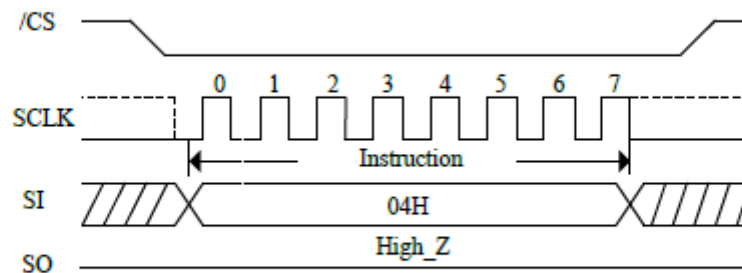 /CS
0 1 2 3 4 5 6 7
SCLK
Instruction
SI
04H
High_Z
SO